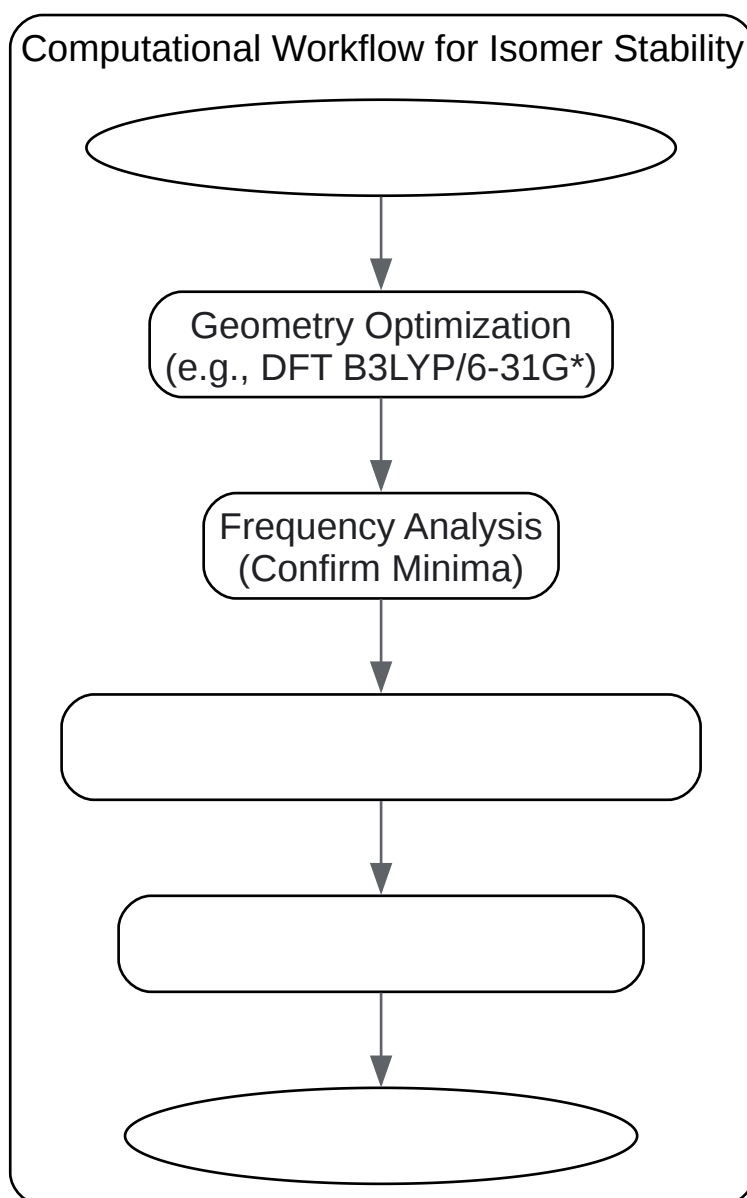 Computational Workflow for Isomer Stability
Geometry Optimization
(e.g., DFT B3LYP/6-31G*)
Frequency Analysis
(Confirm Minima)